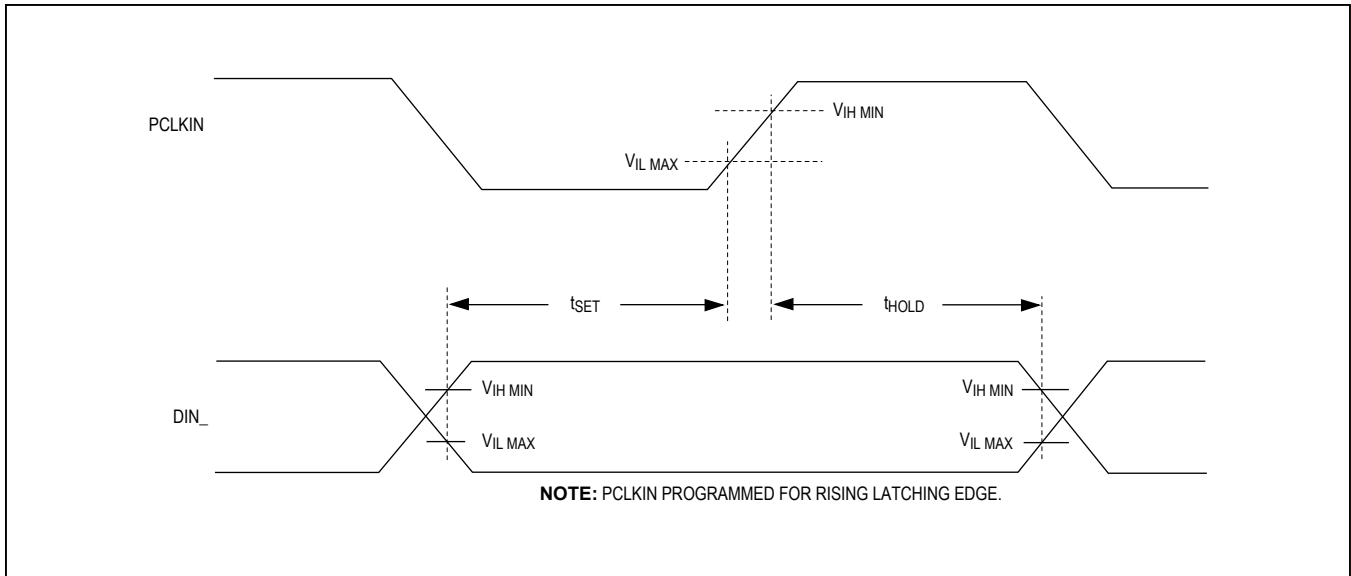 PCLKIN
VIH MIN
VIL MAX
tSET
tHOLD
VIH MIN
VIH MIN
DIN_
VIL MAX
VIL MAX
NOTE: PCLKIN PROGRAMMED FOR RISING LATCHING EDGE.